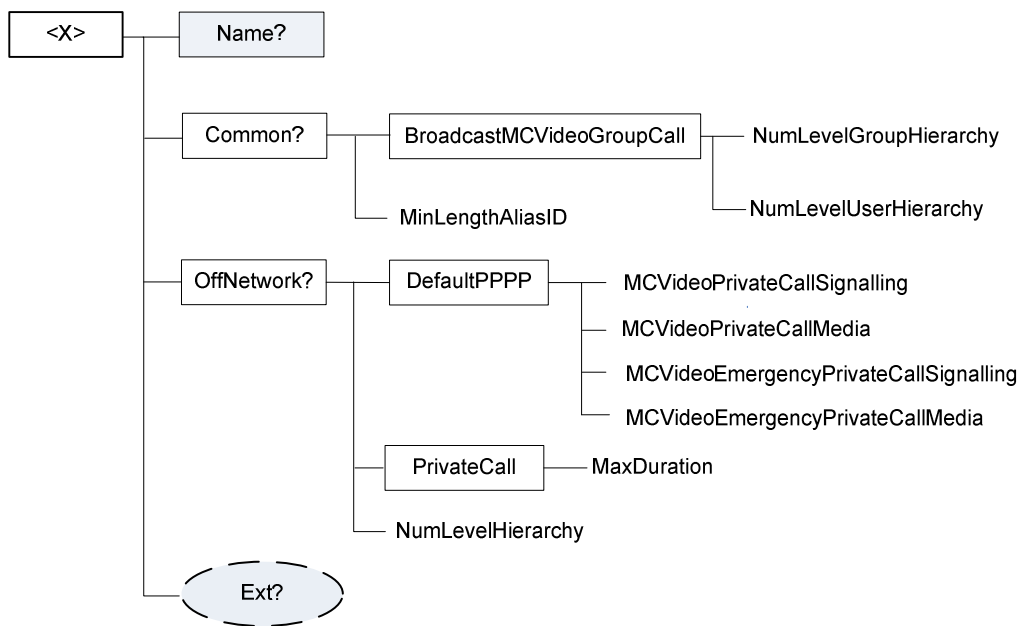 <X>
Name?
Common?
BroadcastMCVideoGroupCall
NumLevelGroupHierarchy
NumLevelUserHierarchy
MinLengthAliasID
OffNetwork?
DefaultPPPP
MCVideoPrivateCallSignalling
MCVideoPrivateCallMedia
MCVideoEmergencyPrivateCallSignalling
MCVideoEmergencyPrivateCallMedia
PrivateCall
MaxDuration
NumLevelHierarchy
Ext?